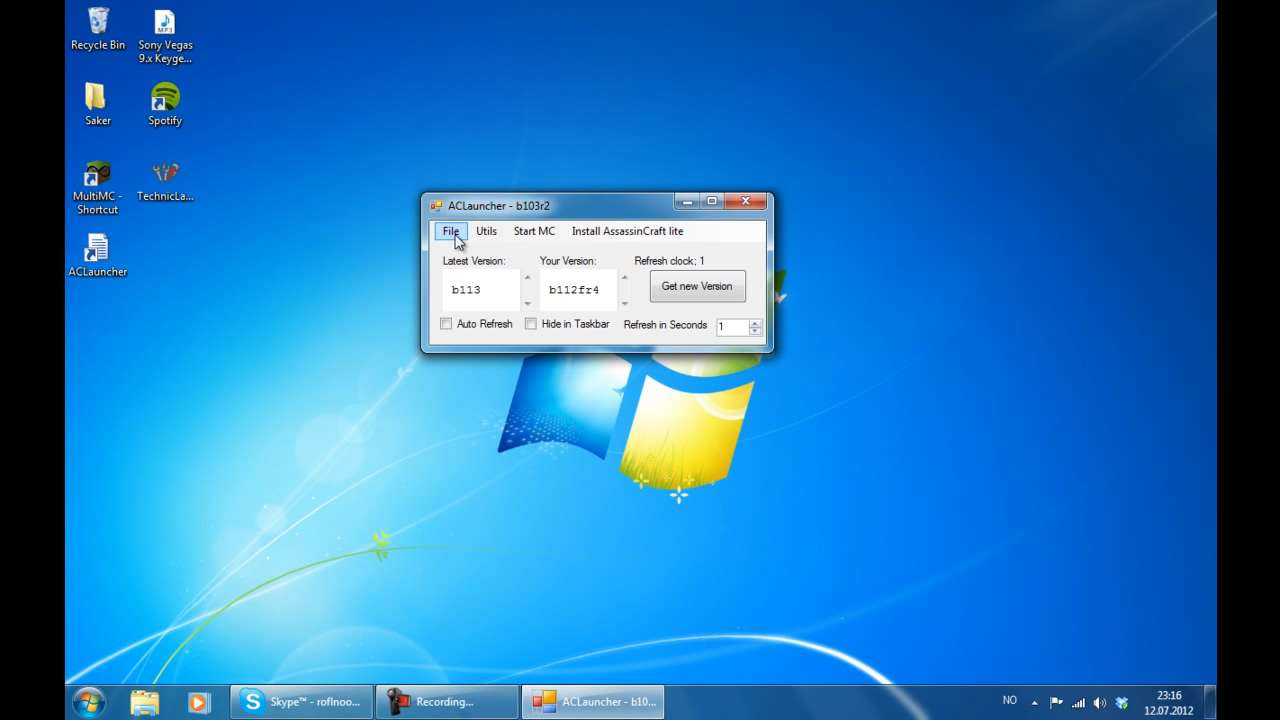 Recycle Bin
Sony Vegas
9.x Keyge...
MP3
Saker
Spotify
MultiMC -
Shortcut
TechnicLa...
ACLauncher
ACLauncher - b103r2
File Utils Start MC Install AssassinCraft lite
Latest Version: Your Version: Refresh clock; 1
b113 b112fr4 Get new Version
Auto Refresh Hide in Taskbar Refresh in Seconds 1
Skype™ - roflnoo... Recording... ACLauncher - b10... NO 23:16
12.07.2012